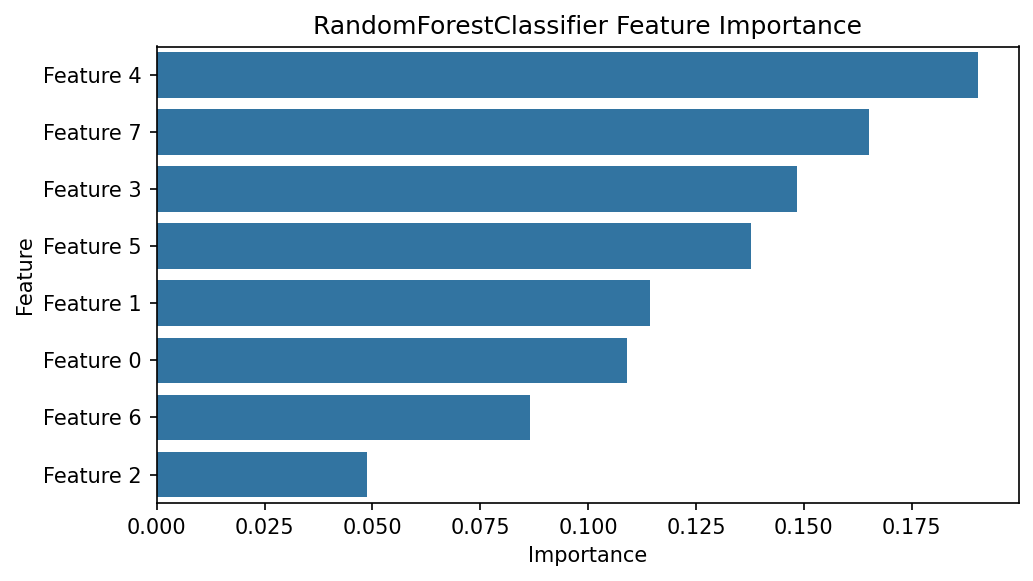 RandomForestClassifier Feature Importance
Feature 4
Feature 7
Feature 3
Feature 5
Feature 1
Feature 0
Feature 6
Feature 2
Feature
0.000 0.025 0.050 0.075 0.100 0.125 0.150 0.175
Importance